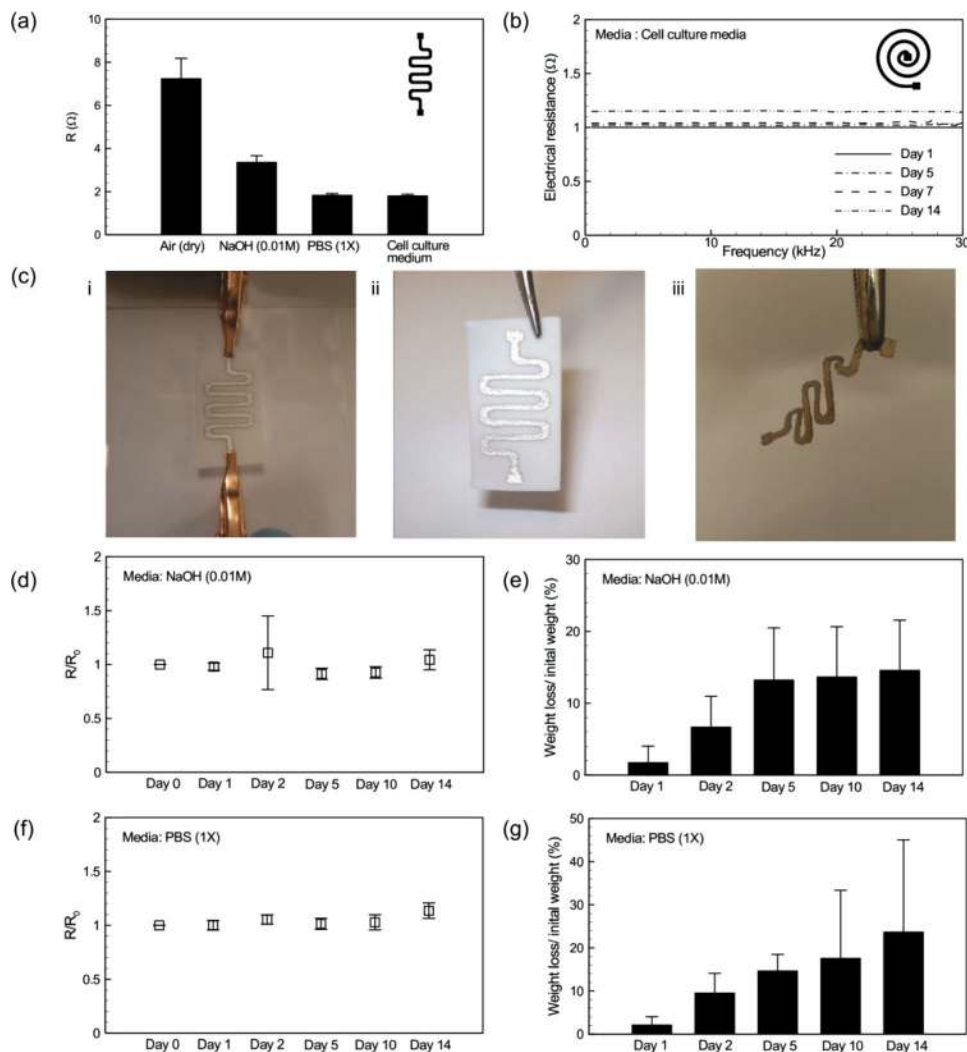 (a)
10
8
6
4
2
0
R (Ω)
Air (dry)
NaOH (0.01M)
PBS (1X)
Cell culture
medium
(b)
2
1.5
1
0.5
0
Electrical resistance (Ω)
Media : Cell culture media
Day 1
Day 5
Day 7
Day 14
0
10
20
30
Frequency (kHz)
(c)
i
ii
iii
(d)
2
1.5
1
0.5
0
R/R0
Media: NaOH (0.01M)
Day 0
Day 1
Day 2
Day 5
Day 10
Day 14
(e)
30
20
10
0
Weight loss/ inital weight (%)
Media: NaOH (0.01M)
Day 1
Day 2
Day 5
Day 10
Day 14
(f)
2
1.5
1
0.5
0
R/R0
Media: PBS (1X)
Day 0
Day 1
Day 2
Day 5
Day 10
Day 14
(g)
50
40
30
20
10
0
Weight loss/ inital weight (%)
Media: PBS (1X)
Day 1
Day 2
Day 5
Day 10
Day 14